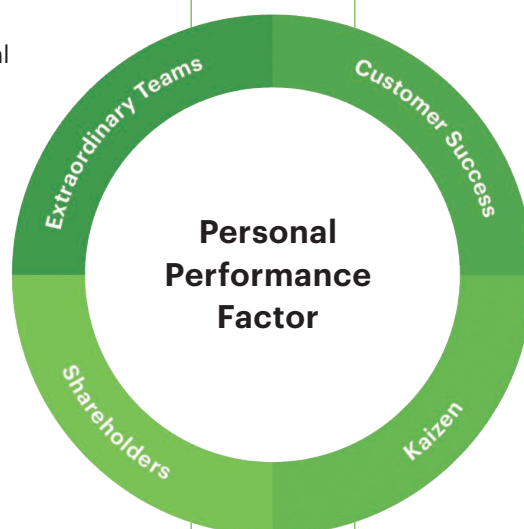 Extraordinary Teams
Customer Success
Personal
Performance
Factor
Shareholders
Kaizen